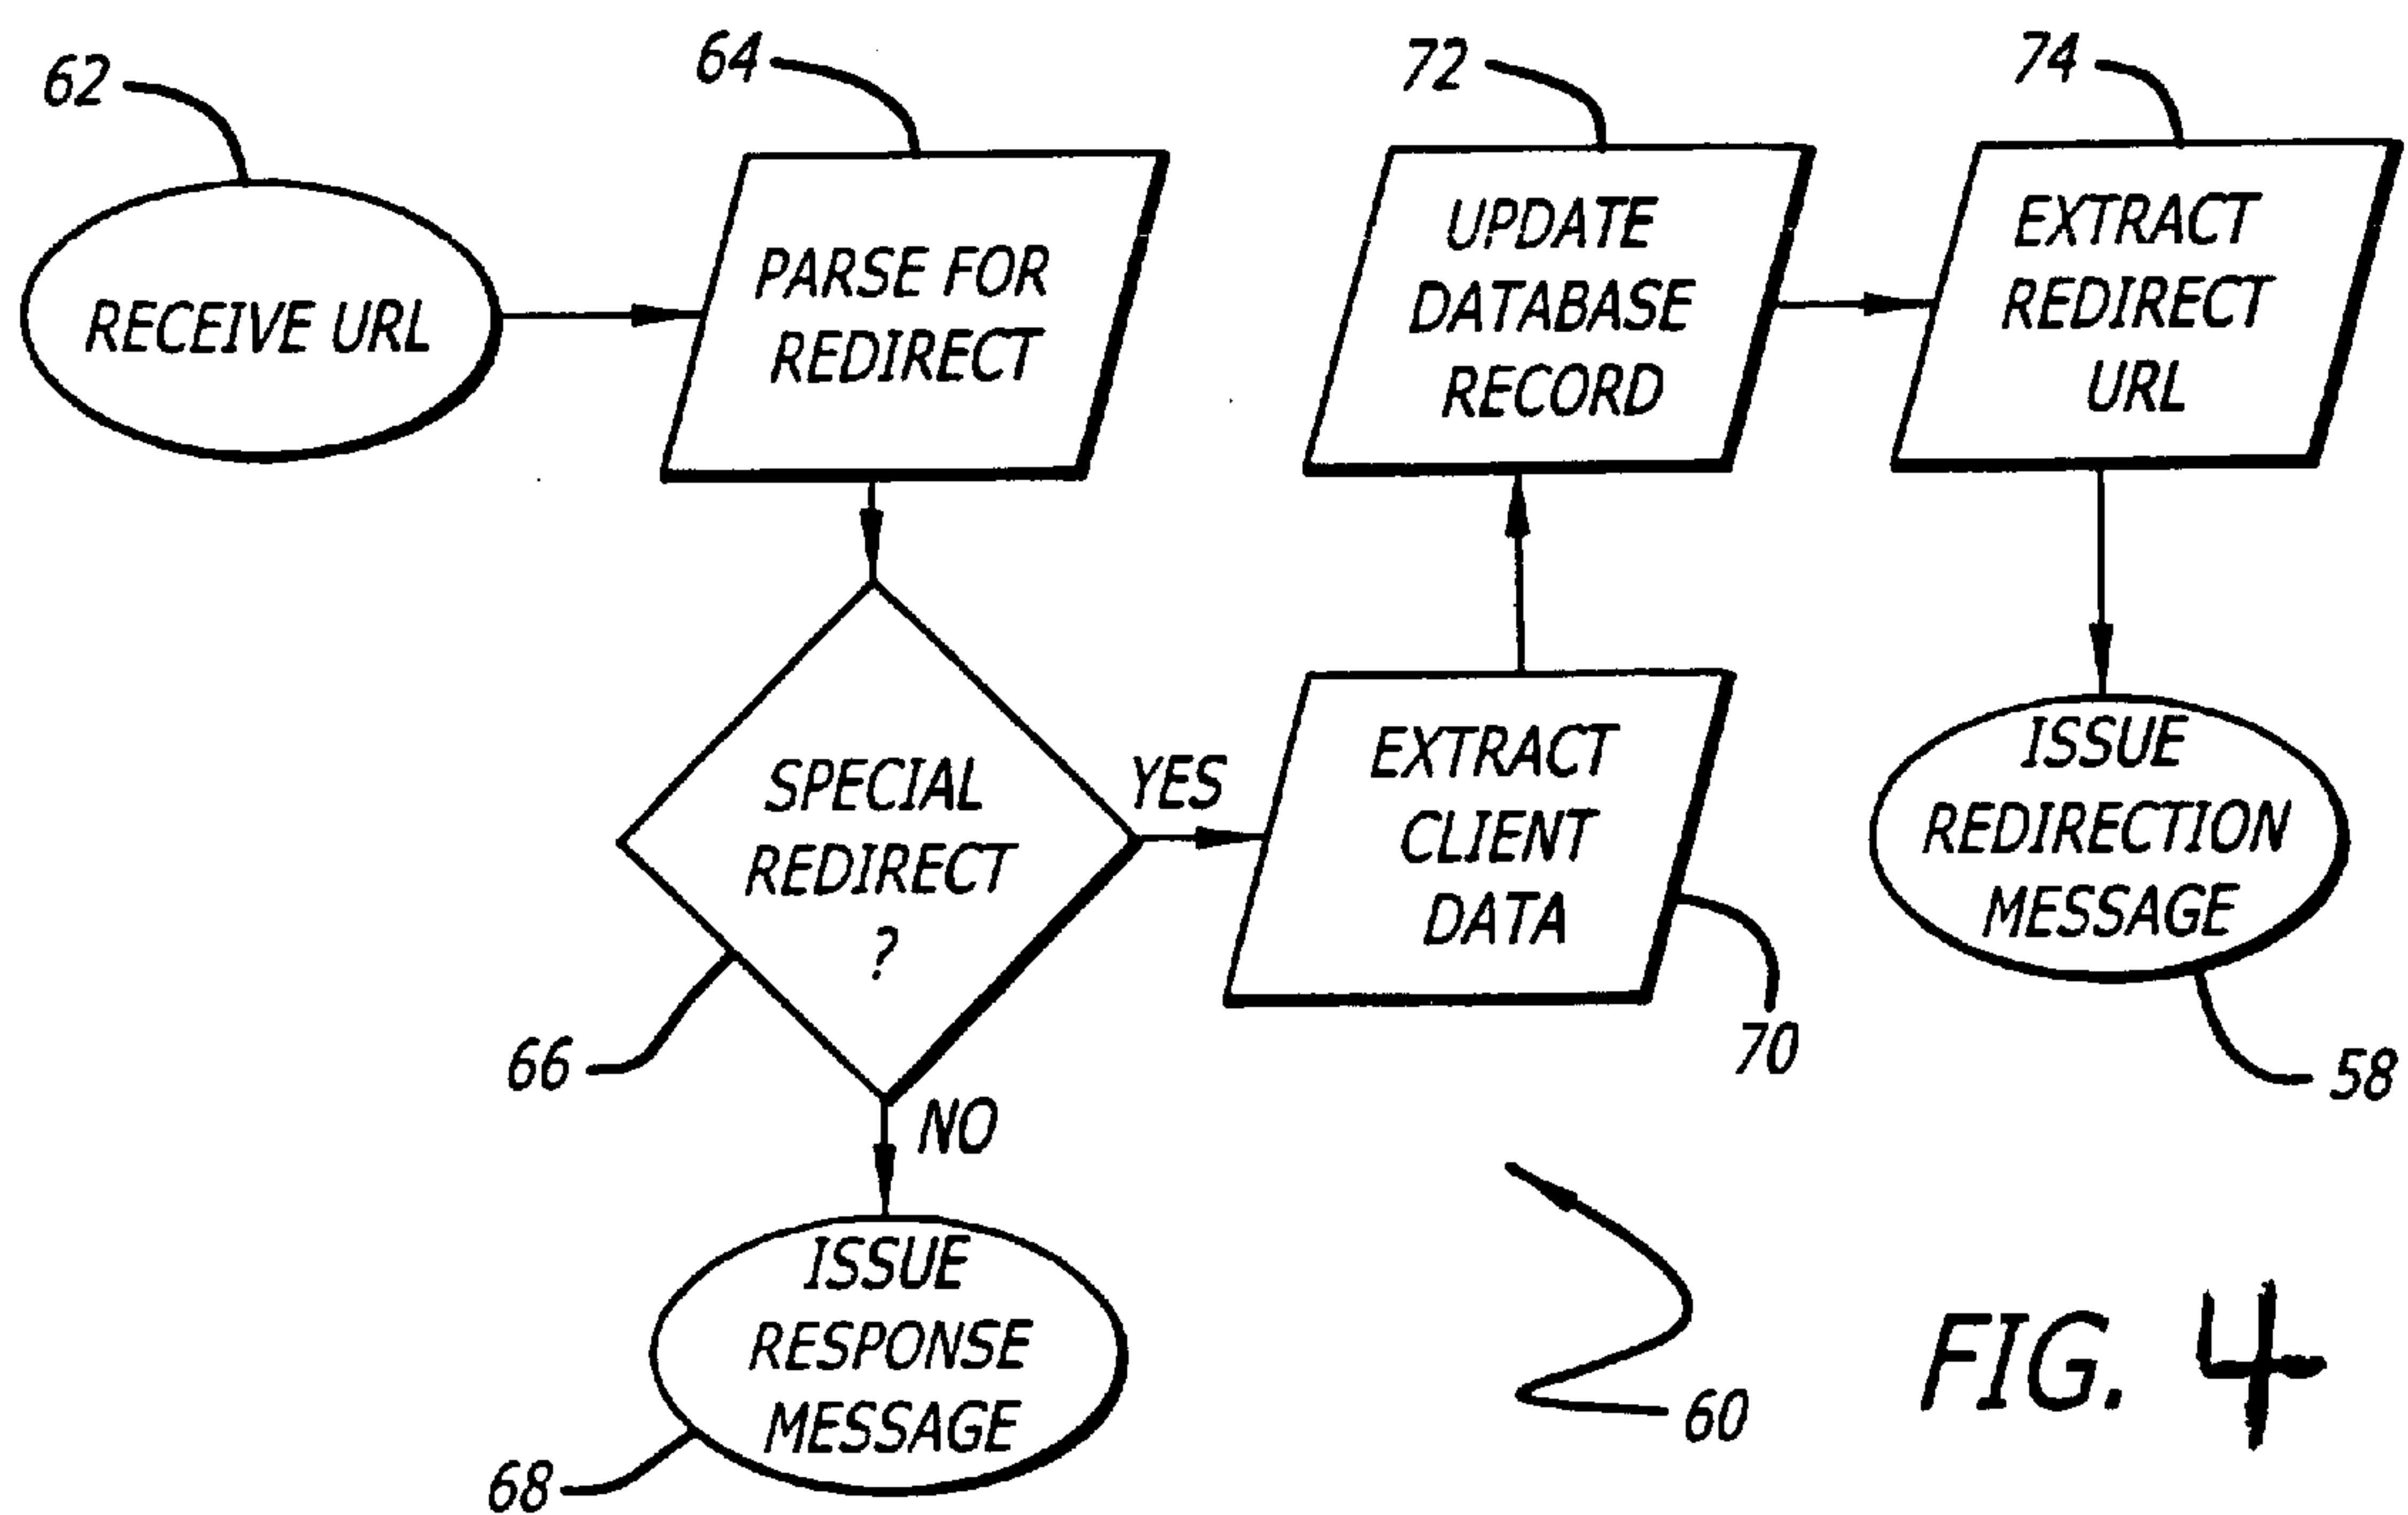 62
RECEIVE URL
64
PARSE FOR
REDIRECT
66
SPECIAL
REDIRECT
?
YES
NO
68
ISSUE
RESPONSE
MESSAGE
70
EXTRACT
CLIENT
DATA
72
UPDATE
DATABASE
RECORD
74
EXTRACT
REDIRECT
URL
ISSUE
REDIRECTION
MESSAGE
58
60
FIG. 4